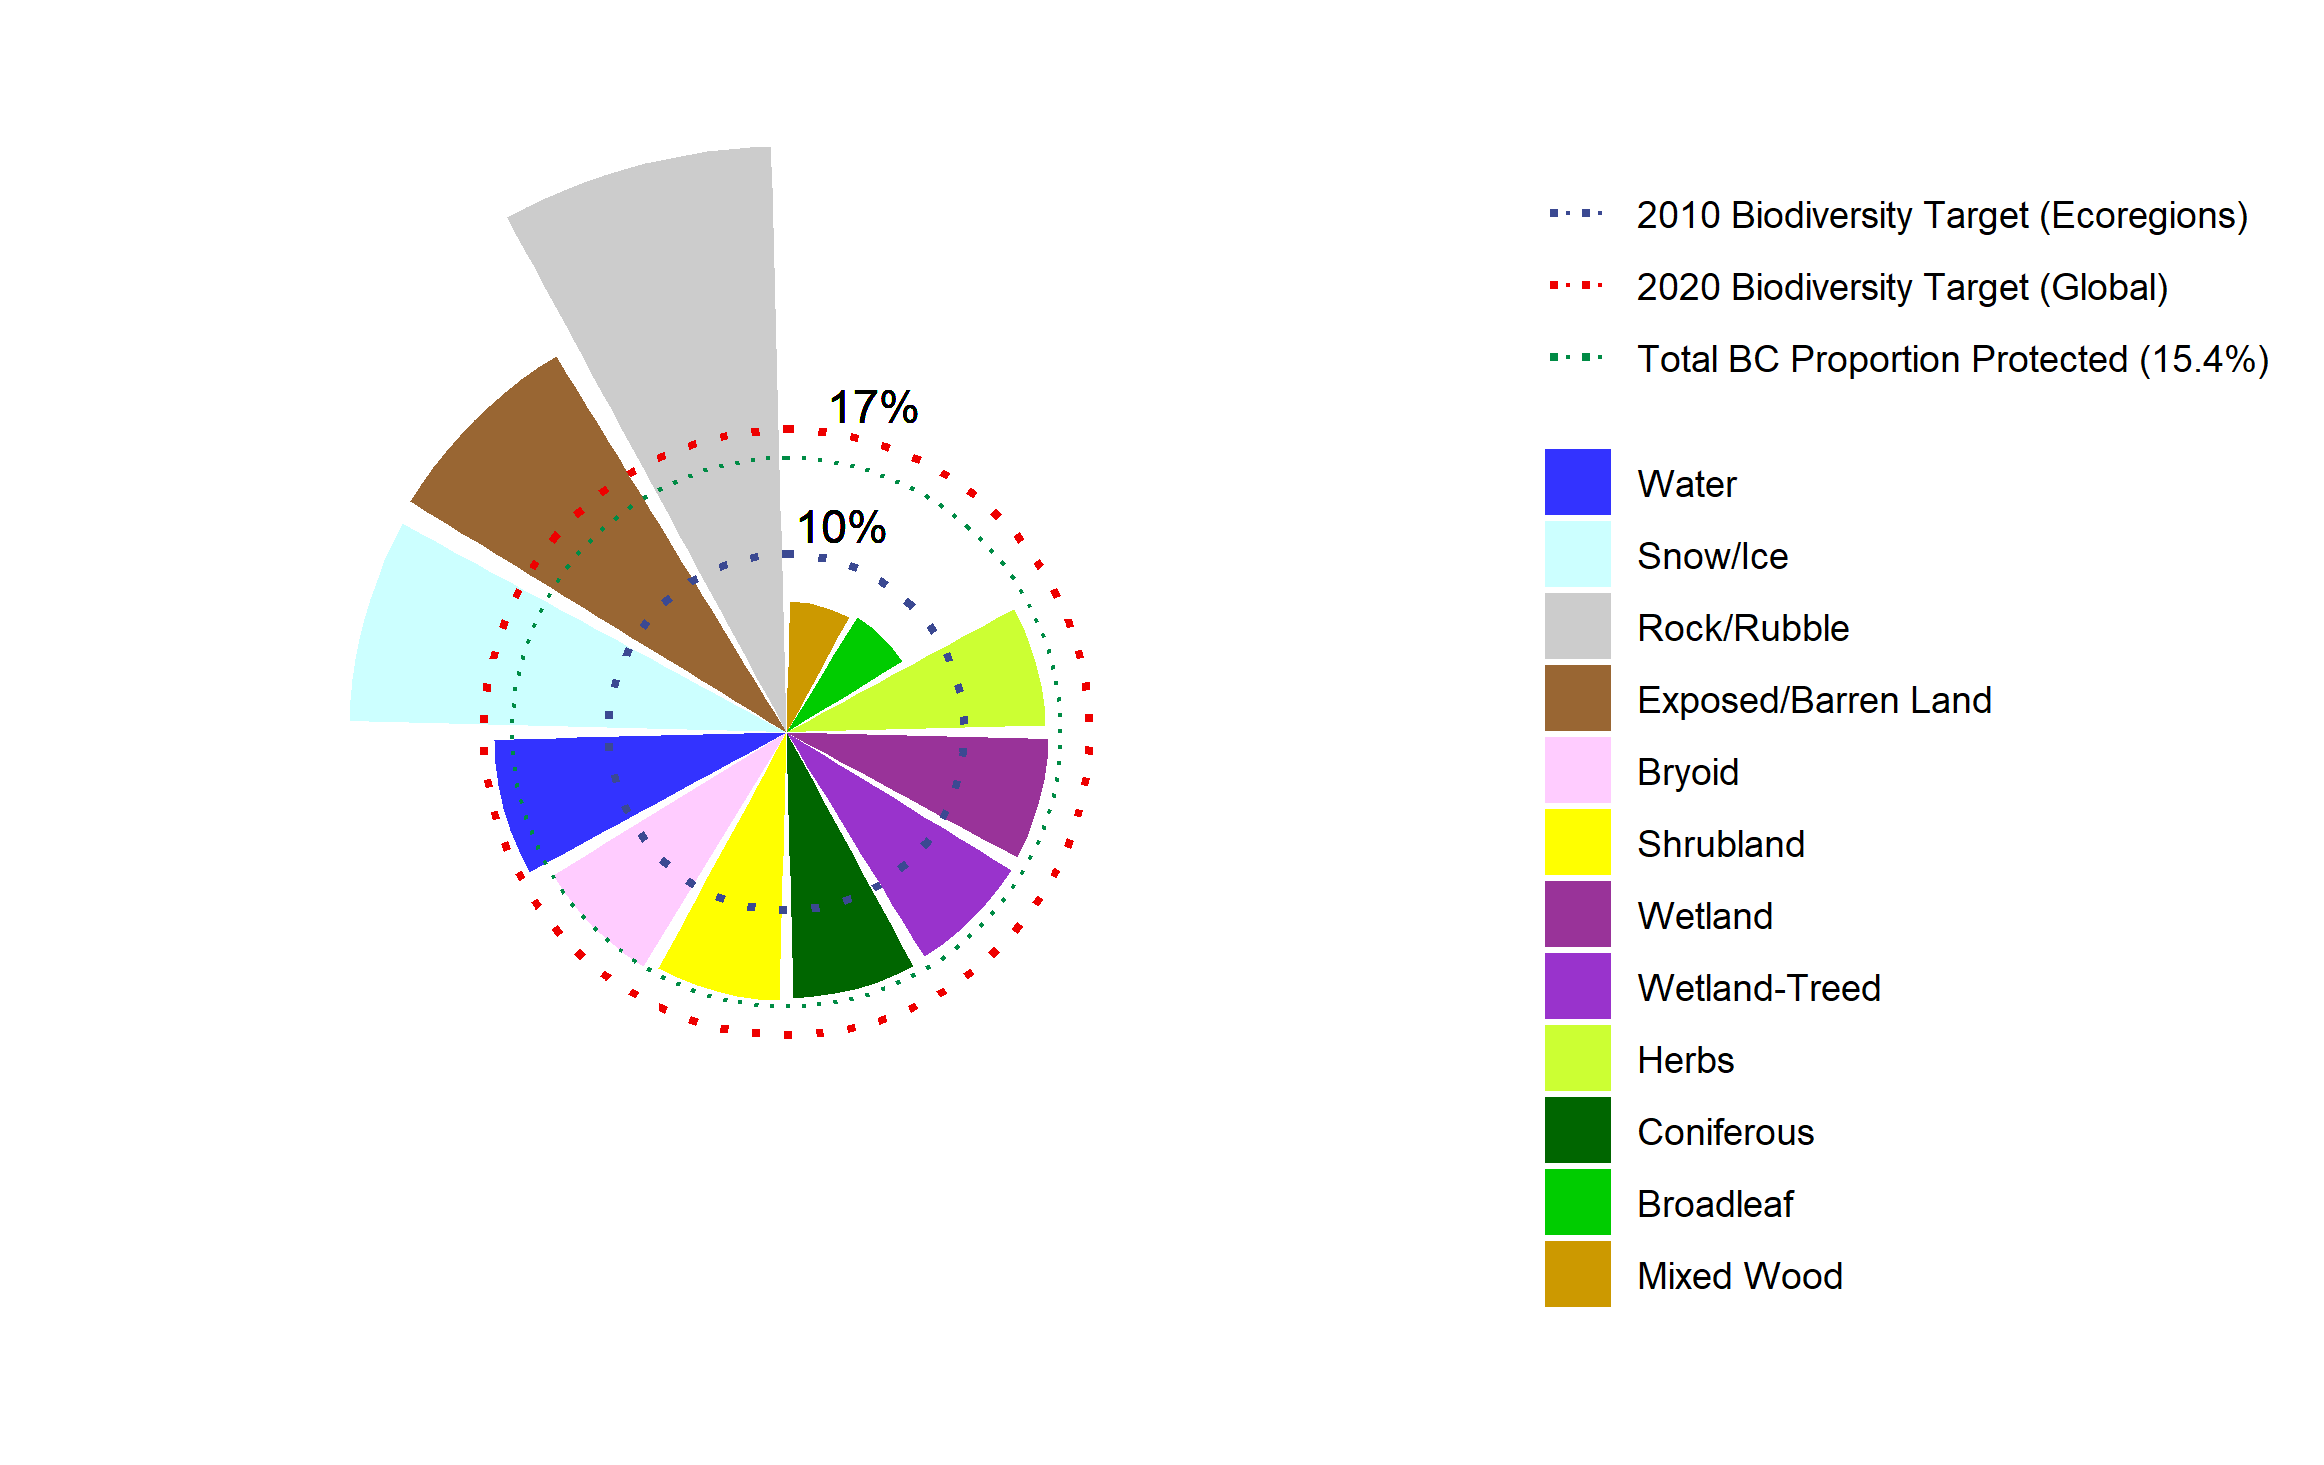 17%
10%
2010 Biodiversity Target (Ecoregions)
2020 Biodiversity Target (Global)
Total BC Proportion Protected (15.4%)
Water
Snow/Ice
Rock/Rubble
Exposed/Barren Land
Bryoid
Shrubland
Wetland
Wetland-Treed
Herbs
Coniferous
Broadleaf
Mixed Wood